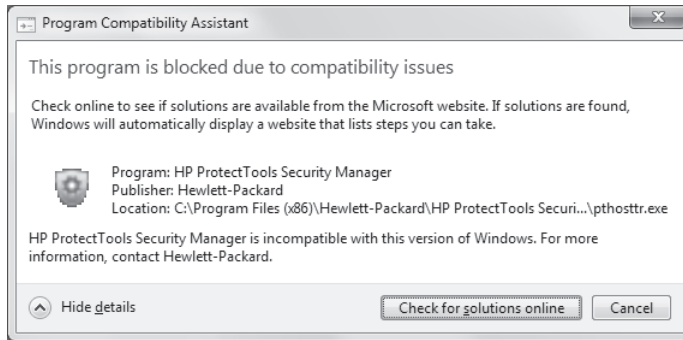 Program Compatibility Assistant
This program is blocked due to compatibility issues
Check online to see if solutions are available from the Microsoft website. If solutions are found,
Windows will automatically display a website that lists steps you can take.
Program: HP ProtectTools Security Manager
Publisher: Hewlett-Packard
Location: C:\Program Files (x86)\Hewlett-Packard\HP ProtectTools Securi...\pthosttr.exe
HP ProtectTools Security Manager is incompatible with this version of Windows. For more
information, contact Hewlett-Packard.
Hide details
Check for solutions online
Cancel